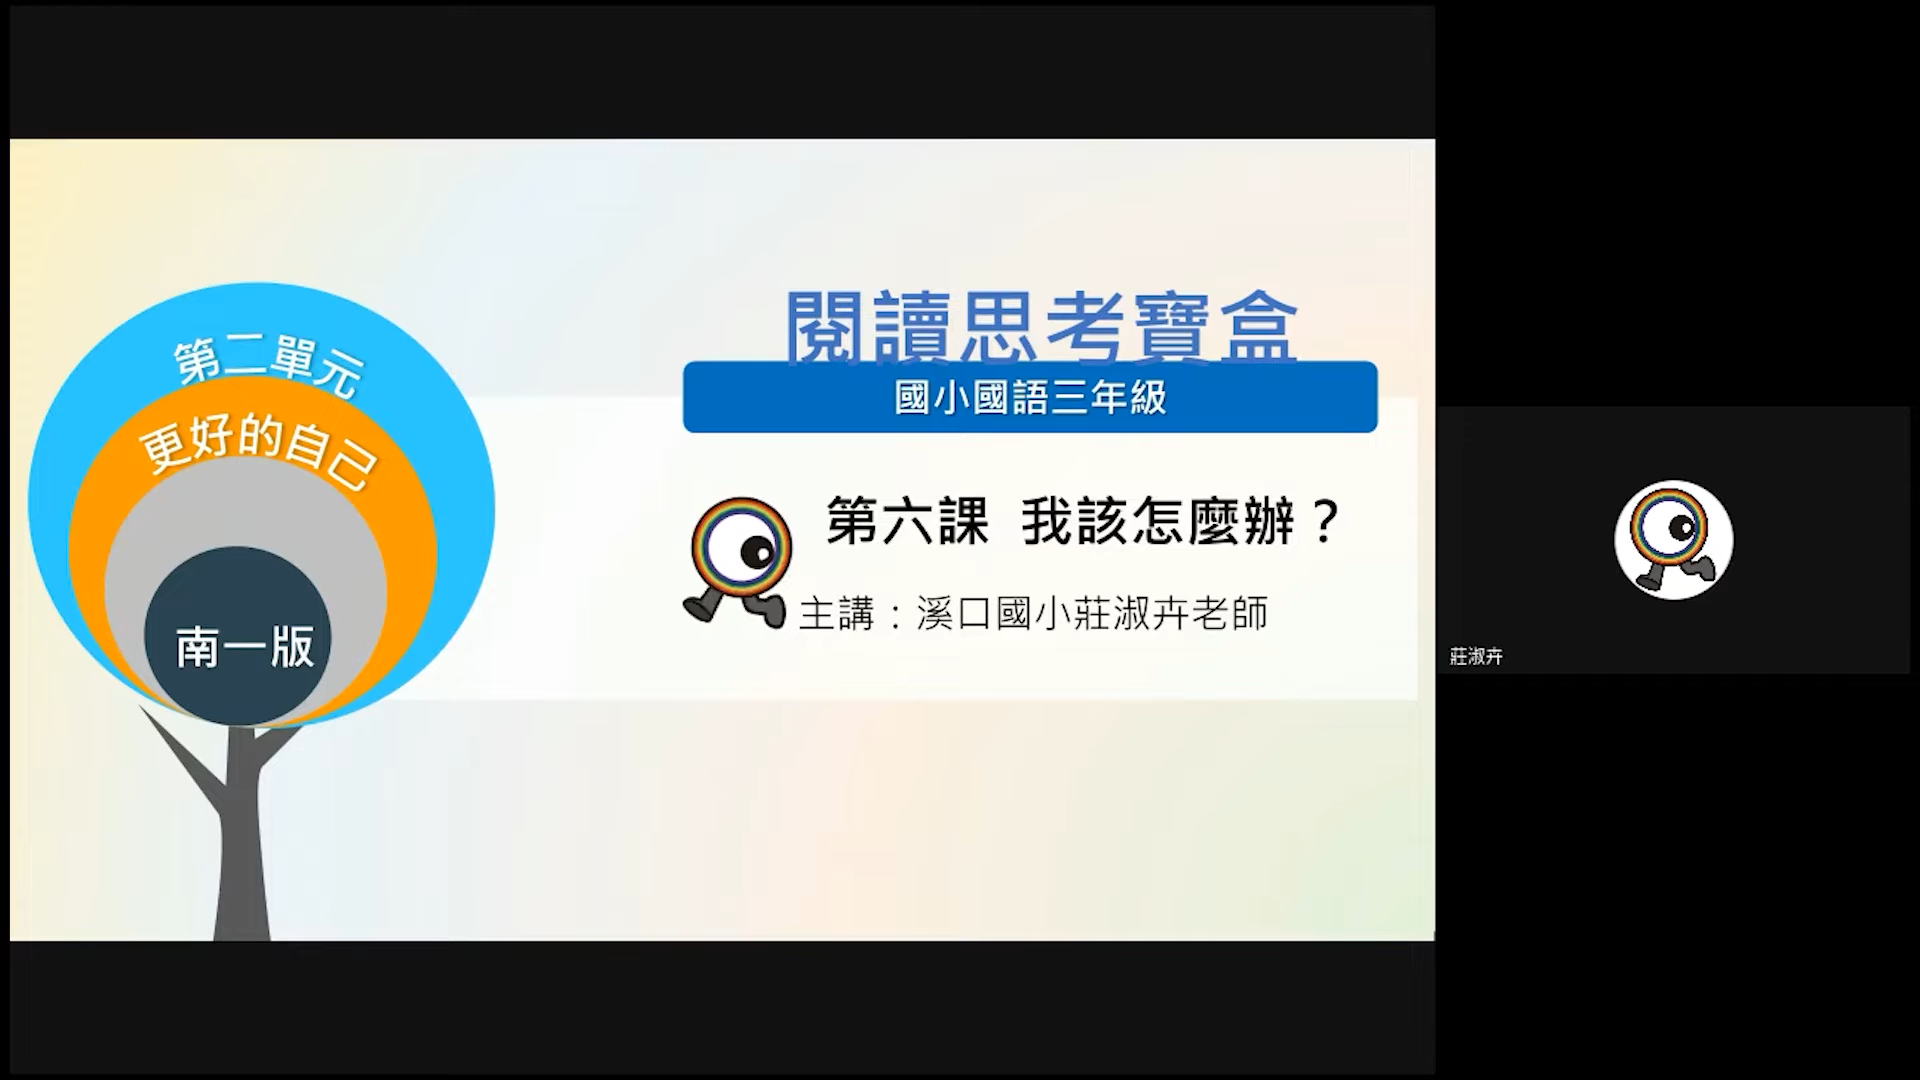 第二單元
更好的自己
南一版
閱讀思考寶盒
國小國語三年級
第六課 我該怎麼辦？
主講：溪口國小莊淑卉老師
莊淑卉